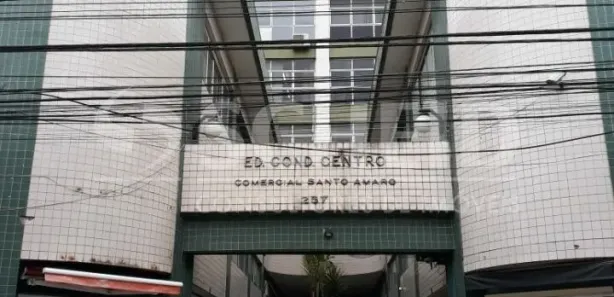 ED. COND. CENTRO
COMERCIAL SANTO AMARO
257